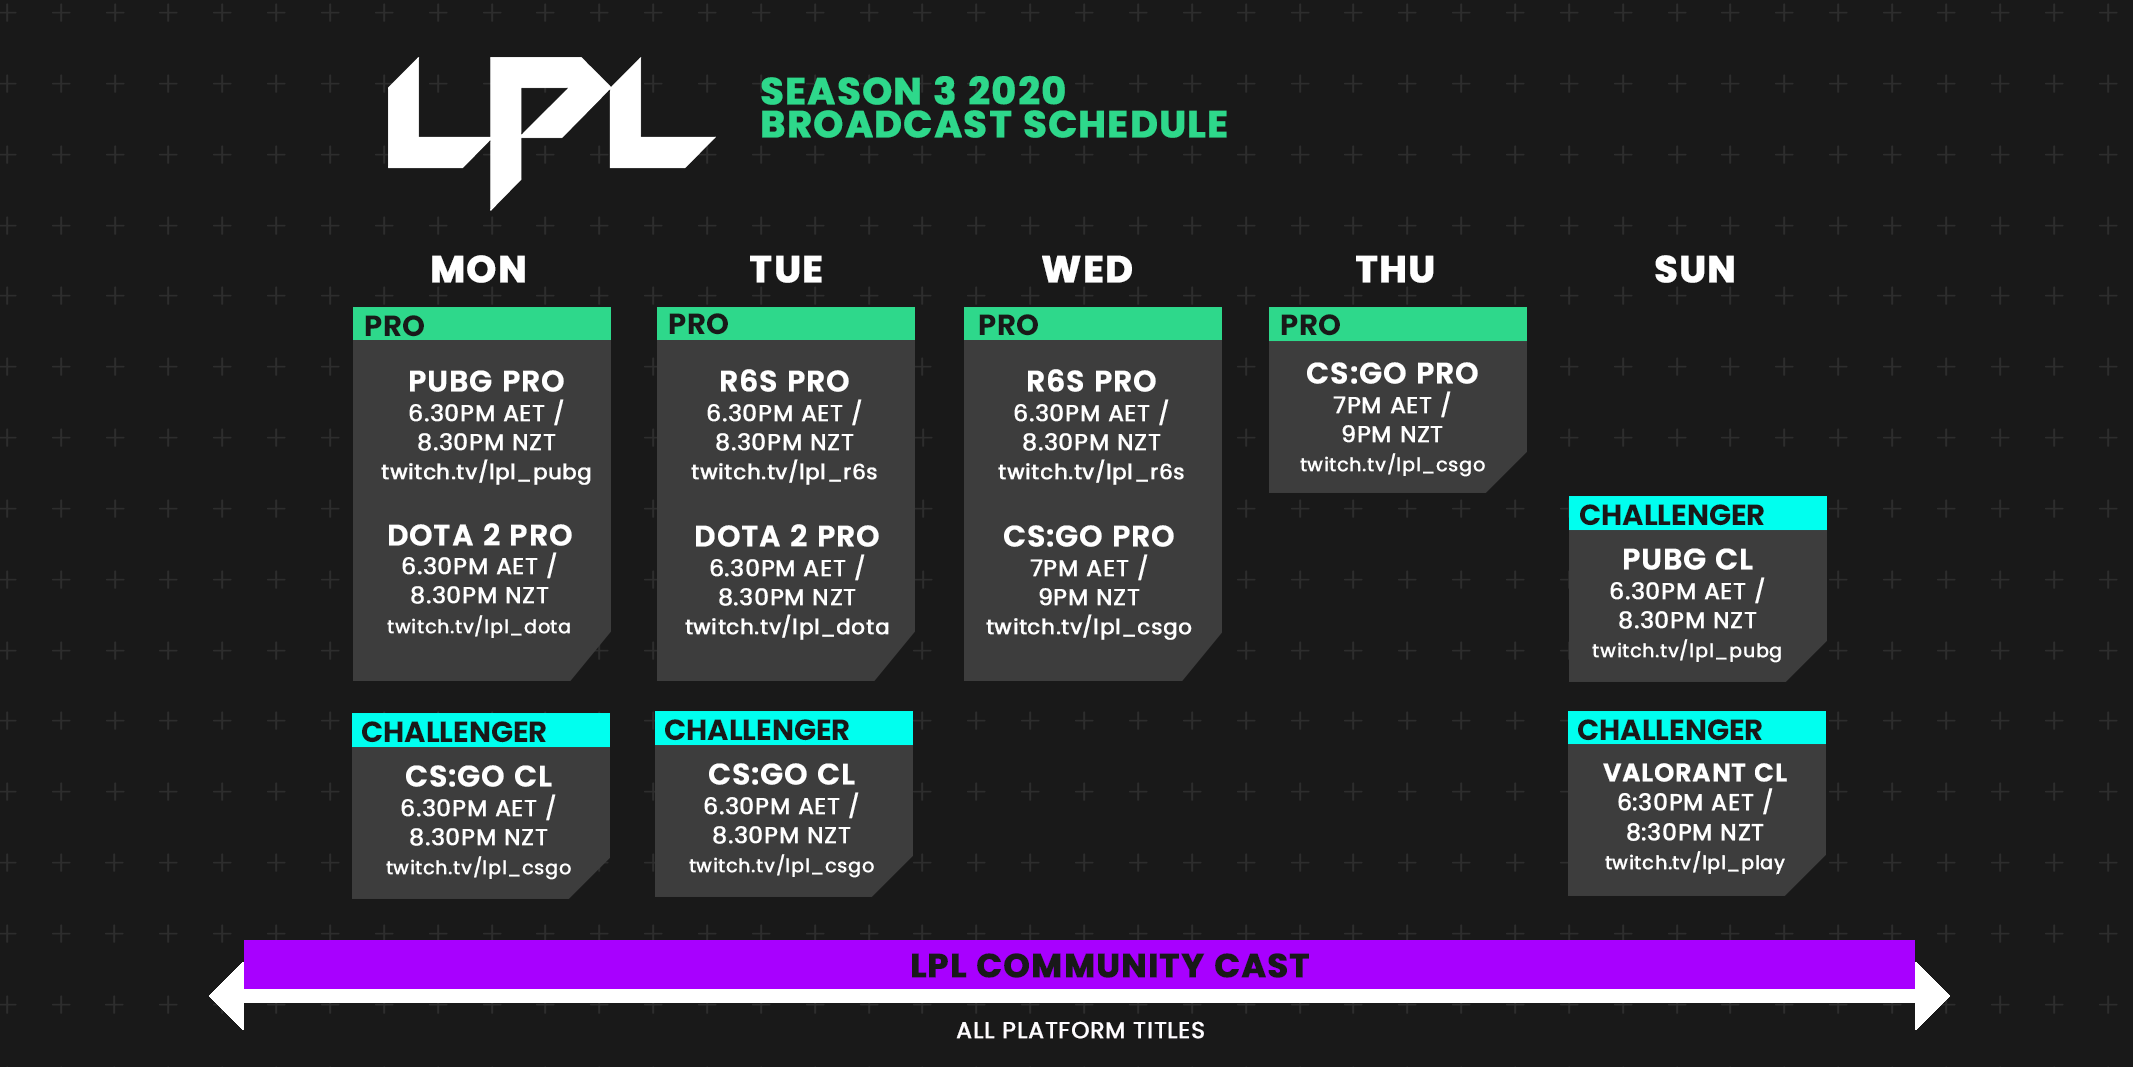 LPL
SEASON 3 2020
BROADCAST SCHEDULE
MON
PRO
PUBG PRO
6.30PM AET /
8.30PM NZT
twitch.tv/lpl_pubg
DOTA 2 PRO
6.30PM AET /
8.30PM NZT
twitch.tv/lpl_dota
CHALLENGER
CS:GO CL
6.30PM AET /
8.30PM NZT
twitch.tv/lpl_csgo
TUE
PRO
R6S PRO
6.30PM AET /
8.30PM NZT
twitch.tv/lpl_r6s
DOTA 2 PRO
6.30PM AET /
8.30PM NZT
twitch.tv/lpl_dota
CHALLENGER
CS:GO CL
6.30PM AET /
8.30PM NZT
twitch.tv/lpl_csgo
WED
PRO
R6S PRO
6.30PM AET /
8.30PM NZT
twitch.tv/lpl_r6s
CS:GO PRO
7PM AET /
9PM NZT
twitch.tv/lpl_csgo
THU
PRO
CS:GO PRO
7PM AET /
9PM NZT
twitch.tv/lpl_csgo
SUN
CHALLENGER
PUBG CL
6.30PM AET /
8.30PM NZT
twitch.tv/lpl_pubg
CHALLENGER
VALORANT CL
6:30PM AET /
8:30PM NZT
twitch.tv/lpl_play
LPL COMMUNITY CAST
ALL PLATFORM TITLES